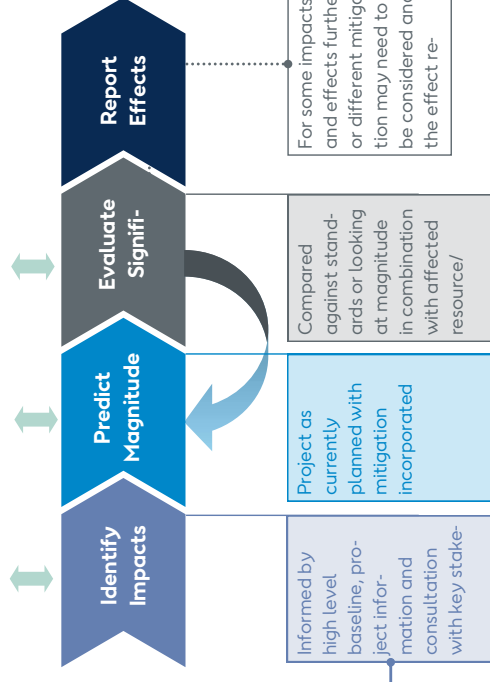 Identify
Impacts
Predict
Magnitude
Evaluate
Signifi-
Report
Effects
Informed by
high level
baseline, pro-
ject infor-
mation and
consultation
with key stake-
Project as
currently
planned with
mitigation
incorporated
Compared
against stand-
ards or looking
at magnitude
in combination
with affected
resource/
For some impacts
and effects furthe
or different mitiga
tion may need to
be considered and
the effect re-